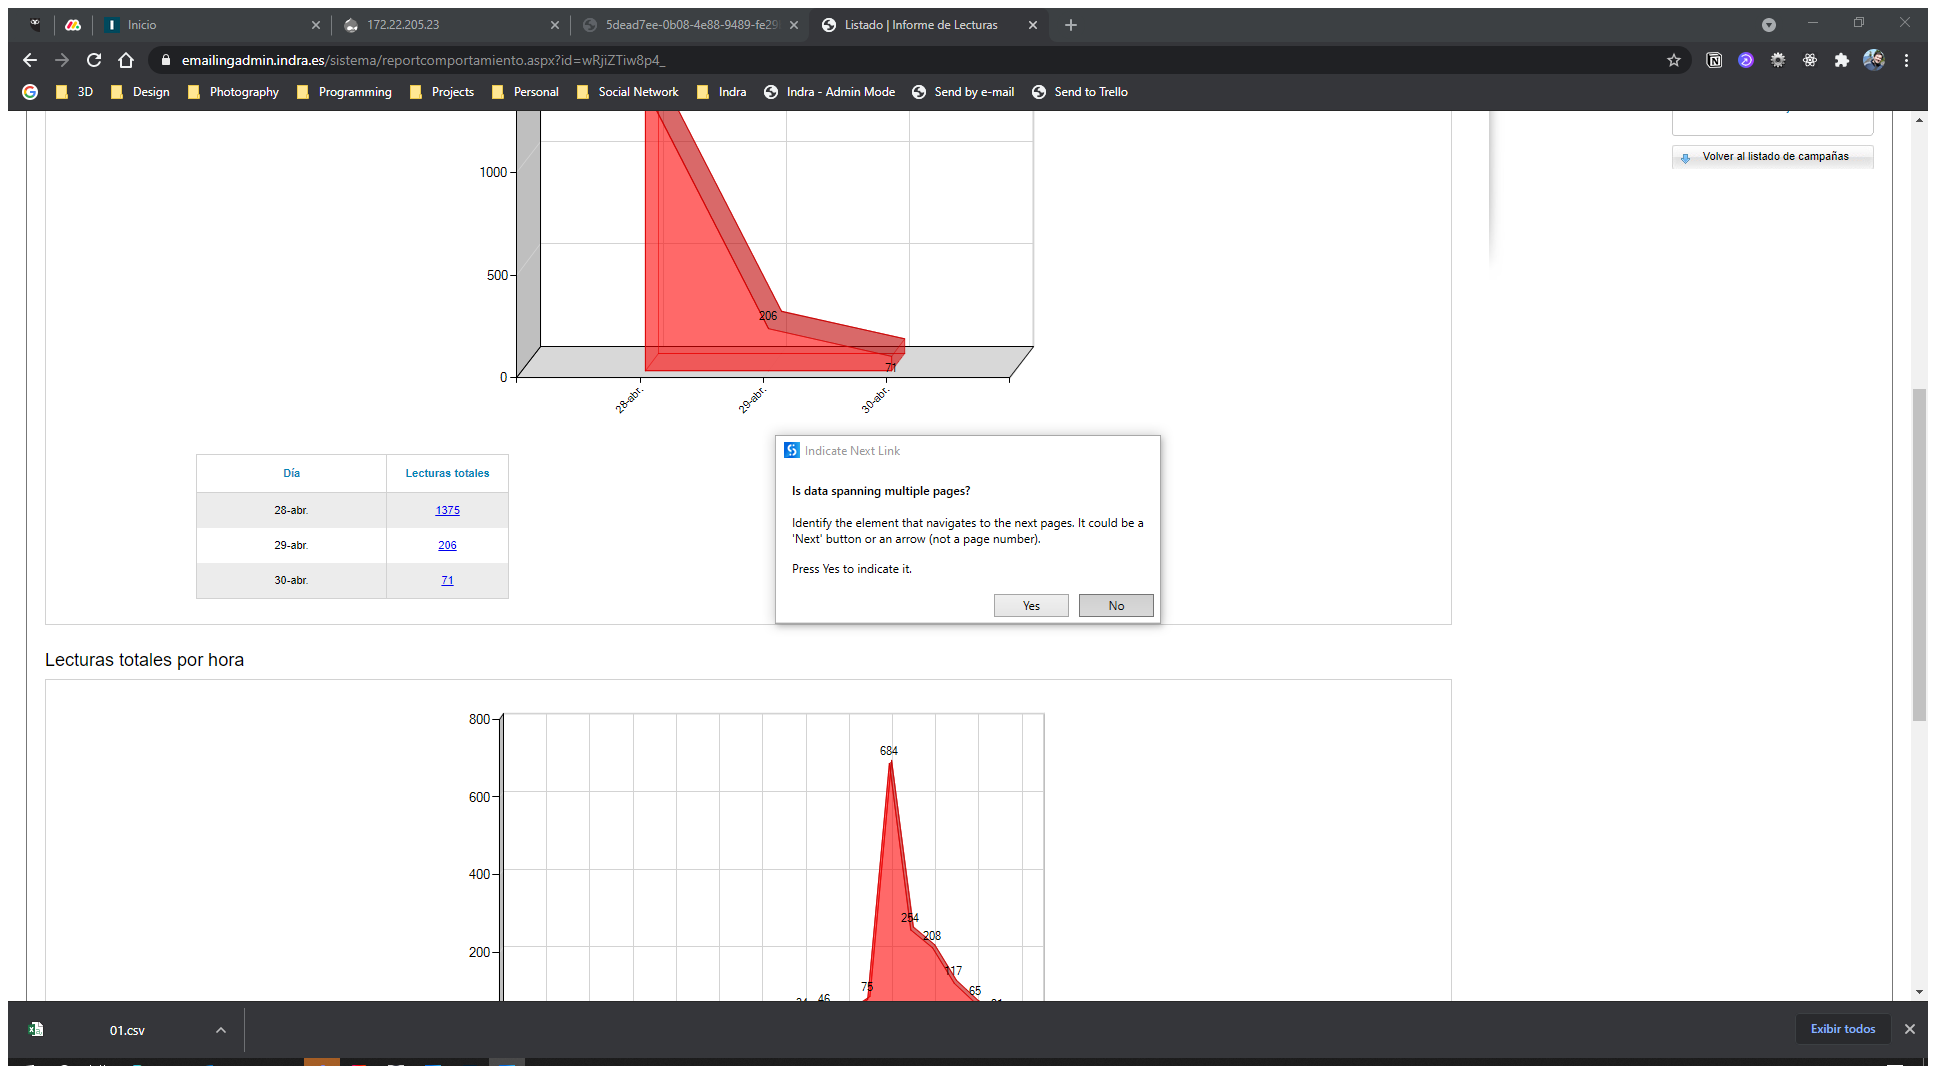 Inicio
172.22.205.23
5dead7ee-0b08-4e88-9489-fe29
Listado | Informe de Lecturas
emailingadmin.indra.es/sistema/reportcomportamiento.aspx?id=wRjiZTiw8p4_
3D
Design
Photography
Programming
Projects
Personal
Social Network
Indra
Indra - Admin Mode
Send by e-mail
Send to Trello
Volver al listado de campañas
1000
500
0
206
71
28-abr.
29-abr.
30-abr.
Día Lecturas totales
28-abr. 1375
29-abr. 206
30-abr. 71
Indicate Next Link
Is data spanning multiple pages?
Identify the element that navigates to the next pages. It could be a
'Next' button or an arrow (not a page number).
Press Yes to indicate it.
Yes No
Lecturas totales por hora
800
600
400
200
684
254
208
117
65
75
46
01.csv
Exibir todos